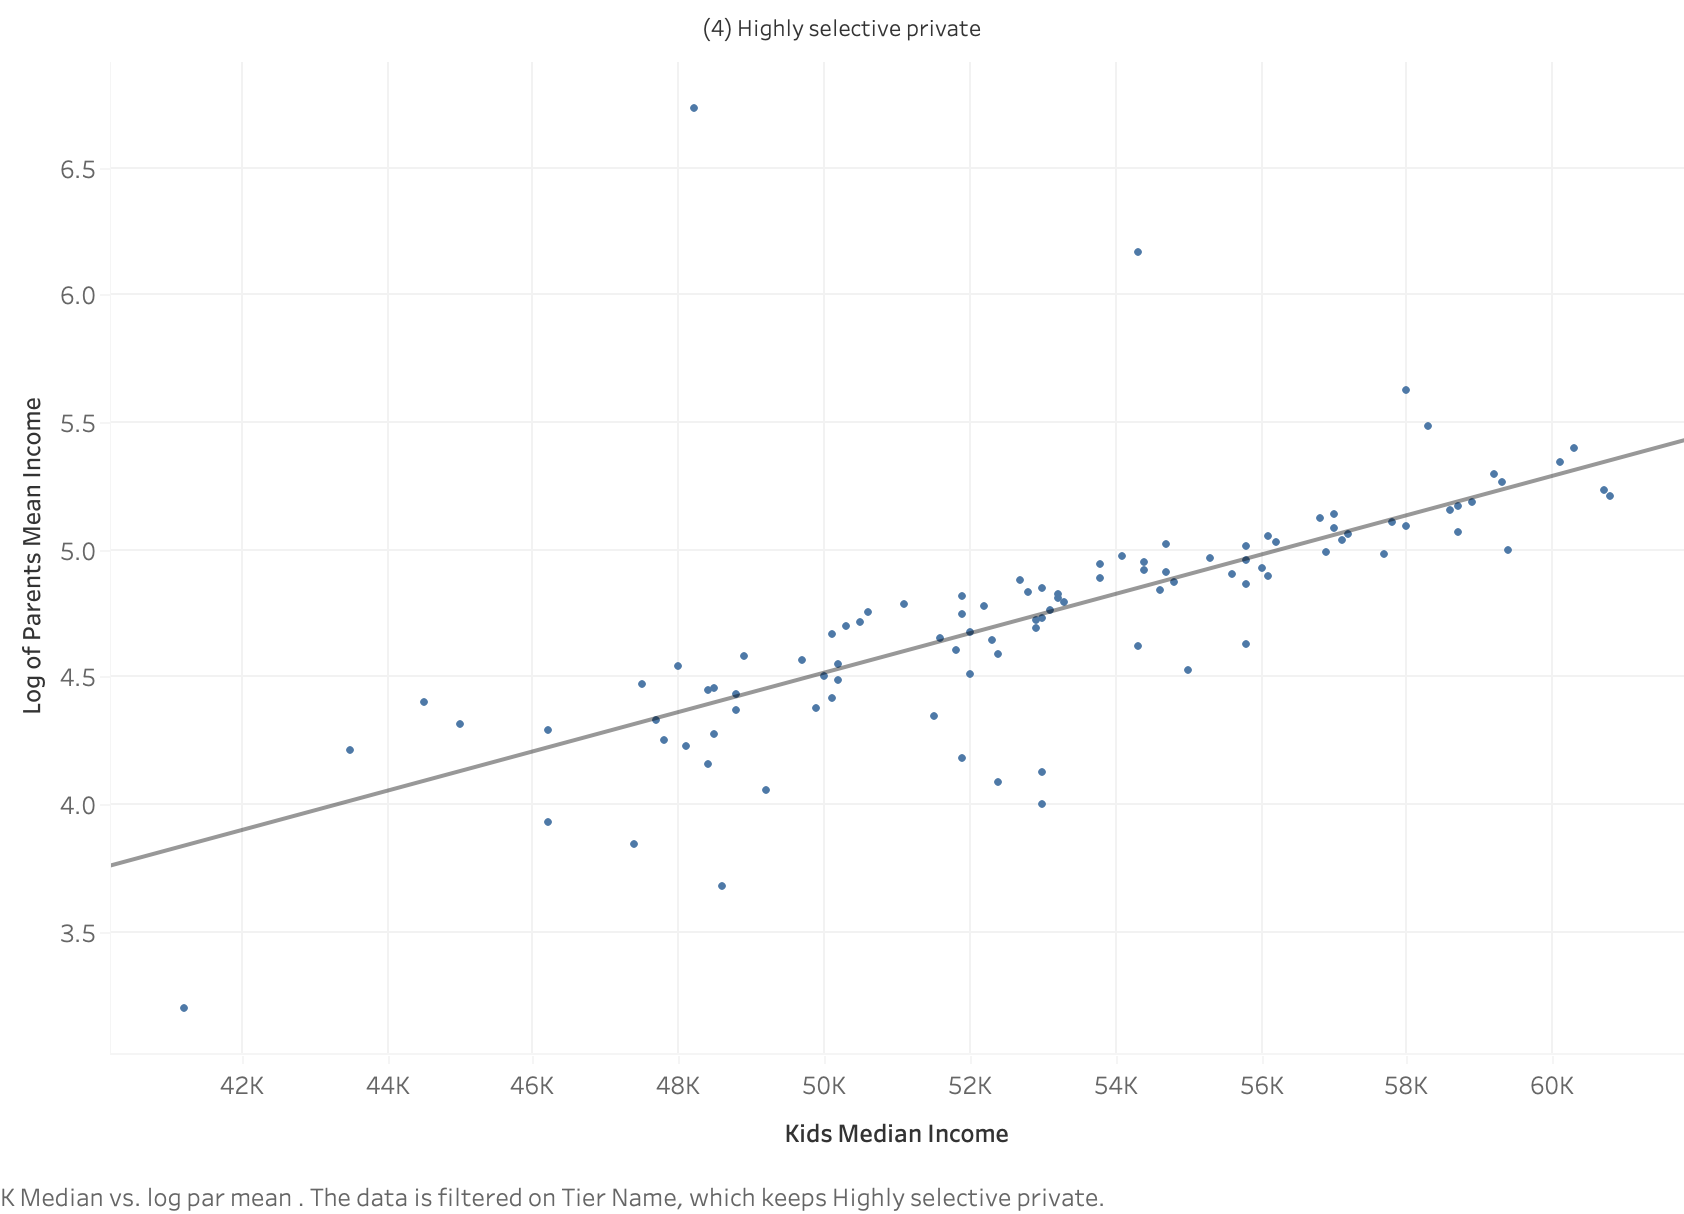 (4) Highly selective private
6.5
6.0
5.5
5.0
4.5
4.0
3.5
Log of Parents Mean Income
42K 44K 46K 48K 50K 52K 54K 56K 58K 60K
Kids Median Income
K Median vs. log par mean . The data is filtered on Tier Name, which keeps Highly selective private.